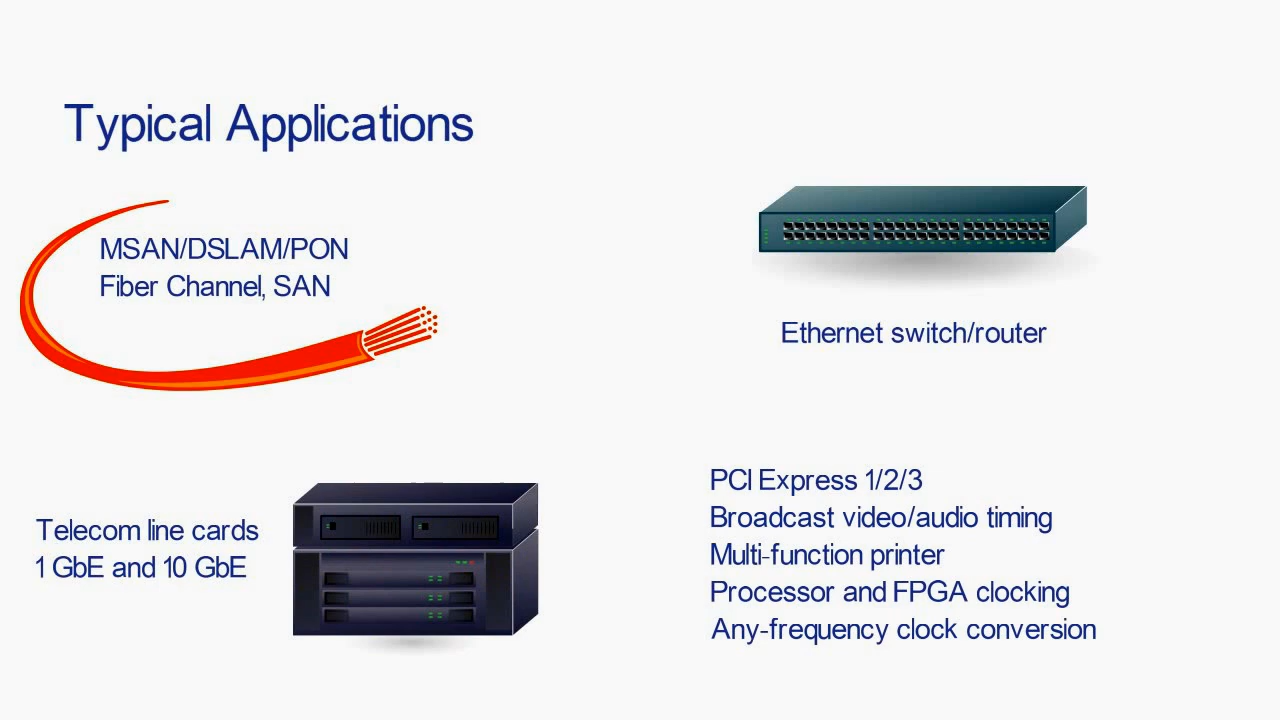 Typical Applications
MSAN/DSLAM/PON
Fiber Channel, SAN
Ethernet switch/router
Telecom line cards
1 GbE and 10 GbE
PCI Express 1/2/3
Broadcast video/audio timing
Multi-function printer
Processor and FPGA clocking
Any-frequency clock conversion